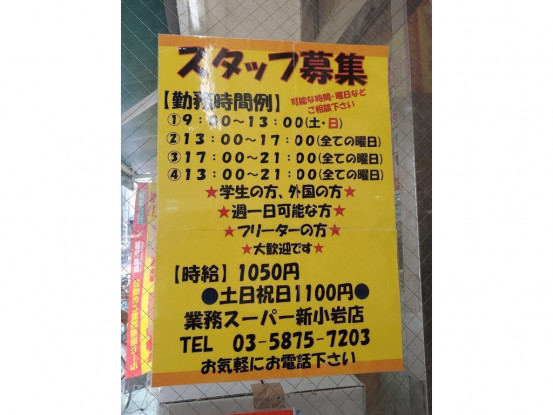 スタッフ募集
【勤務時間例】
可能な時間・曜日など
ご相談下さい
①9：00～13：00(土・日)
②13：00～17：00(全ての曜日)
③17：00～21：00(全ての曜日)
④13：00～21：00(全ての曜日)
★学生の方、外国の方★
★週一日可能な方★
★フリーターの方★
★大歓迎です★
【時給】1050円
●土日祝日1100円●
業務スーパー新小岩店
TEL 03-5875-7203
お気軽にお電話下さい